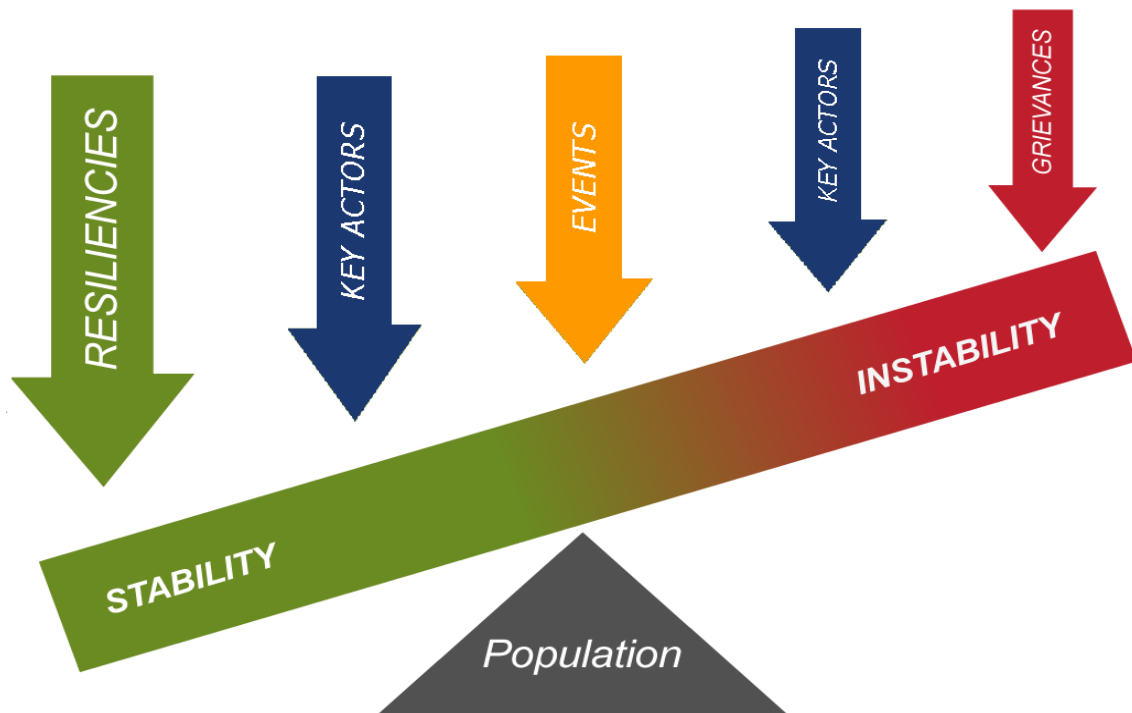 RESILIENCIES
KEY ACTORS
EVENTS
KEY ACTORS
GRIEVANCES
INSTABILITY
STABILITY
Population